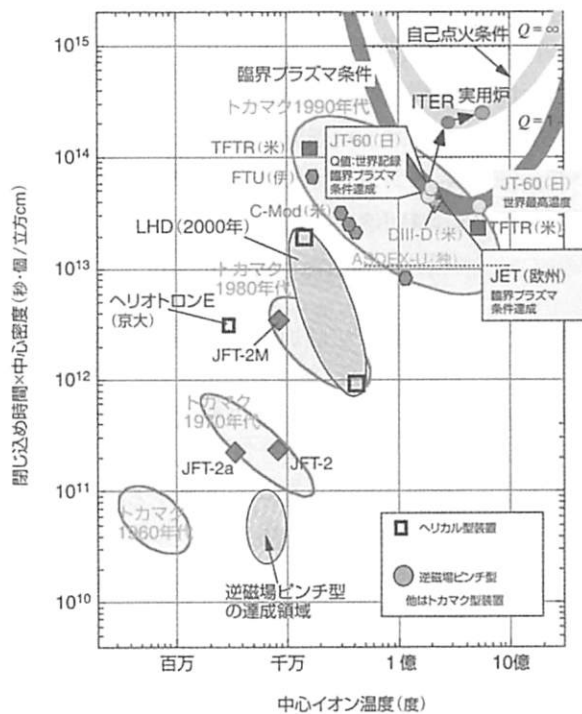 10¹⁵
自己点火条件
Q = ∞
臨界プラズマ条件
ITER
実用炉
トカマク1990年代
Q = 1
JT-60(日)
Q値:世界記録
臨界プラズマ
条件達成
TFTR(米)
10¹⁴
FTU(伊)
JT-60(日)
世界最高温度
C-Mod(米)
DIII-D(米)
TFTR(米)
LHD(2000年)
ASDEX-U(独)
トカマク
1980年代
10¹³
JET(欧州)
臨界プラズマ
条件達成
ヘリオトロンE
(京大)
JFT-2M
10¹²
トカマク
1970年代
JFT-2a
JFT-2
10¹¹
トカマク
1960年代
ヘリカル型装置
逆磁場ピンチ型
他はトカマク型装置
逆磁場ピンチ型
の達成領域
10¹⁰
百万
千万
1億
10億
中心イオン温度(度)
閉じ込め時間×中心密度(秒・個/立方cm)